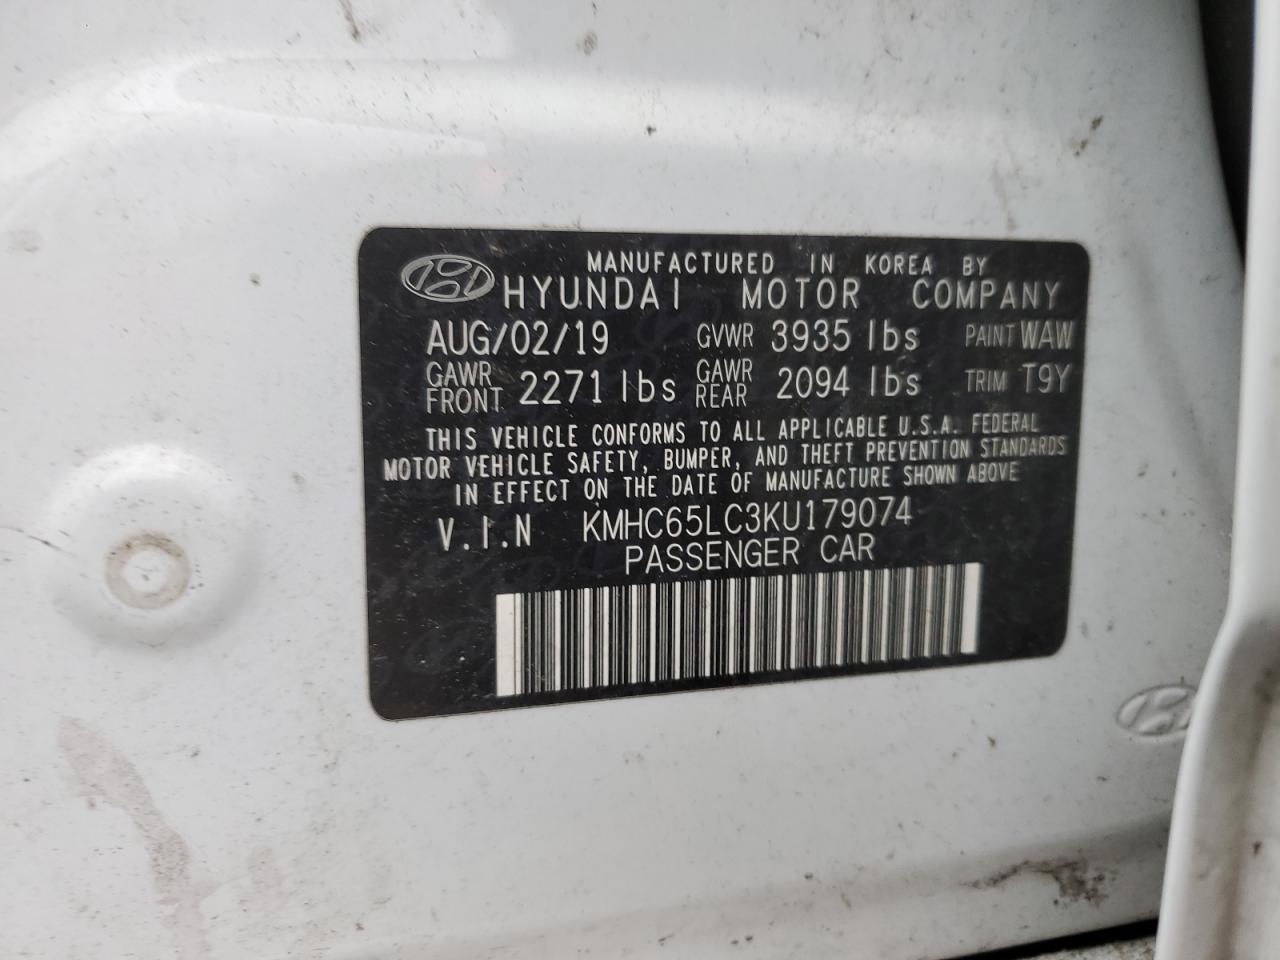 MANUFACTURED IN KOREA BY
HYUNDAI MOTOR COMPANY
AUG/02/19 GVWR 3935 lbs PAINT WAW
GAWR FRONT 2271 lbs GAWR REAR 2094 lbs TRIM T9Y
THIS VEHICLE CONFORMS TO ALL APPLICABLE U.S.A. FEDERAL
MOTOR VEHICLE SAFETY, BUMPER, AND THEFT PREVENTION STANDARDS
IN EFFECT ON THE DATE OF MANUFACTURE SHOWN ABOVE
V.I.N KMHC65LC3KU179074
PASSENGER CAR